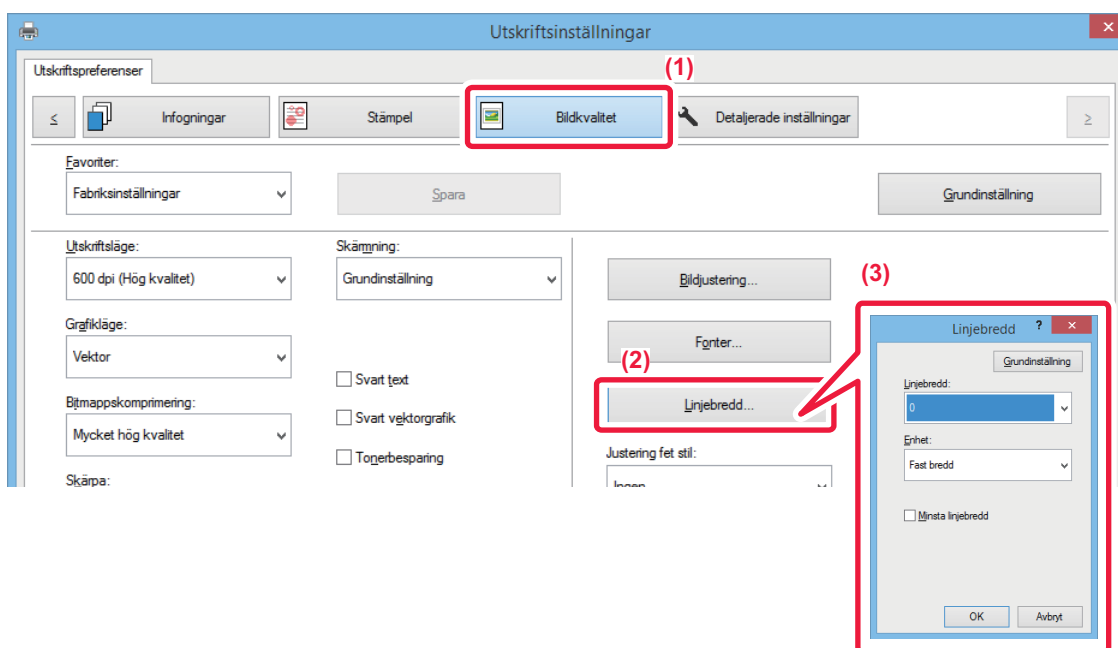 Utskriftsinställningar
Utskriftspreferenser
(1)
< Infogningar Stämpel Bildkvalitet Detaljerade inställningar >
Favoriter:
Fabriksinställningar Spara Grundinställning
Utskriftsläge: Skärmning:
600 dpi (Hög kvalitet) Grundinställning Bildjustering...
(3)
Grafikläge:
Vektor Fonter...
(2)
Svart text
Bitmappskomprimering:
Linjebredd...
Svart vektorgrafik
Mycket hög kvalitet
Tonerbesparing
Justering fet stil:
Skärpa:
Ingen
Linjebredd ? ×
Grundinställning
Linjebredd:
0
Enhet:
Fast bredd
Minsta linjebredd
OK Avbryt